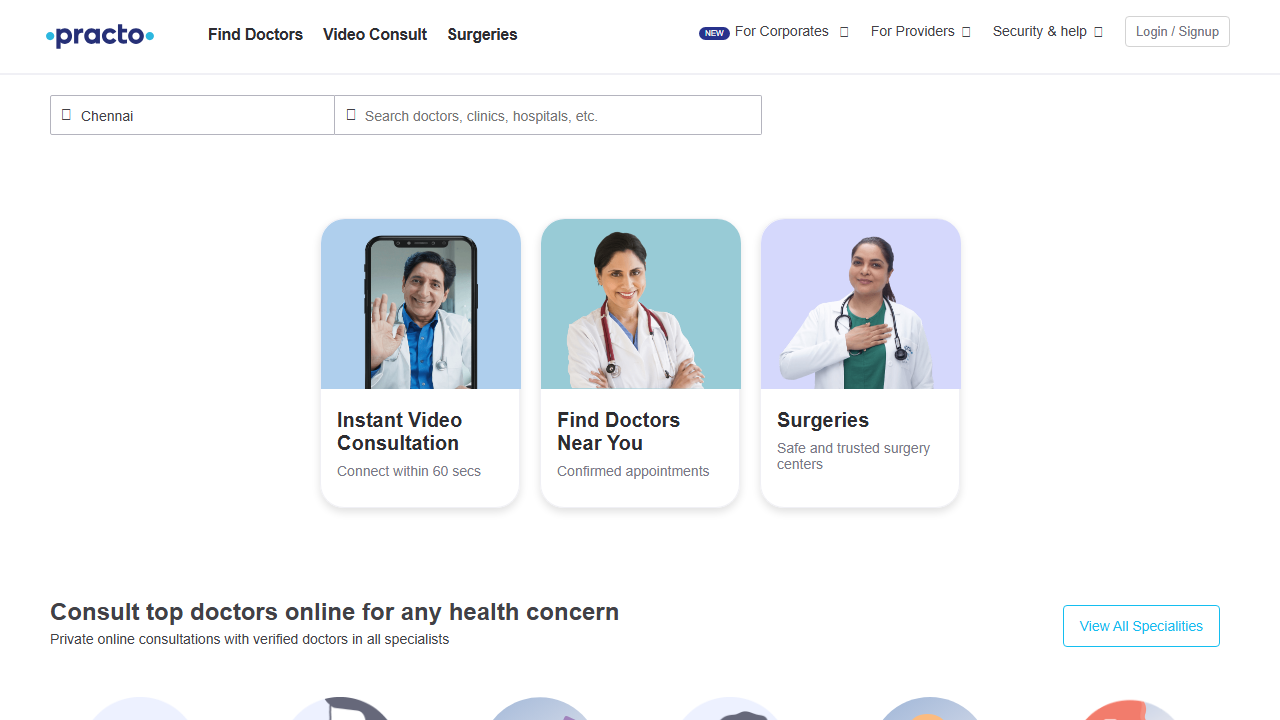 practo
Find Doctors
Video Consult
Surgeries
NEW For Corporates
For Providers
Security & help
Login / Signup
Chennai
Search doctors, clinics, hospitals, etc.
Instant Video
Consultation
Connect within 60 secs
Find Doctors
Near You
Confirmed appointments
Surgeries
Safe and trusted surgery
centers
Consult top doctors online for any health concern
Private online consultations with verified doctors in all specialists
View All Specialities